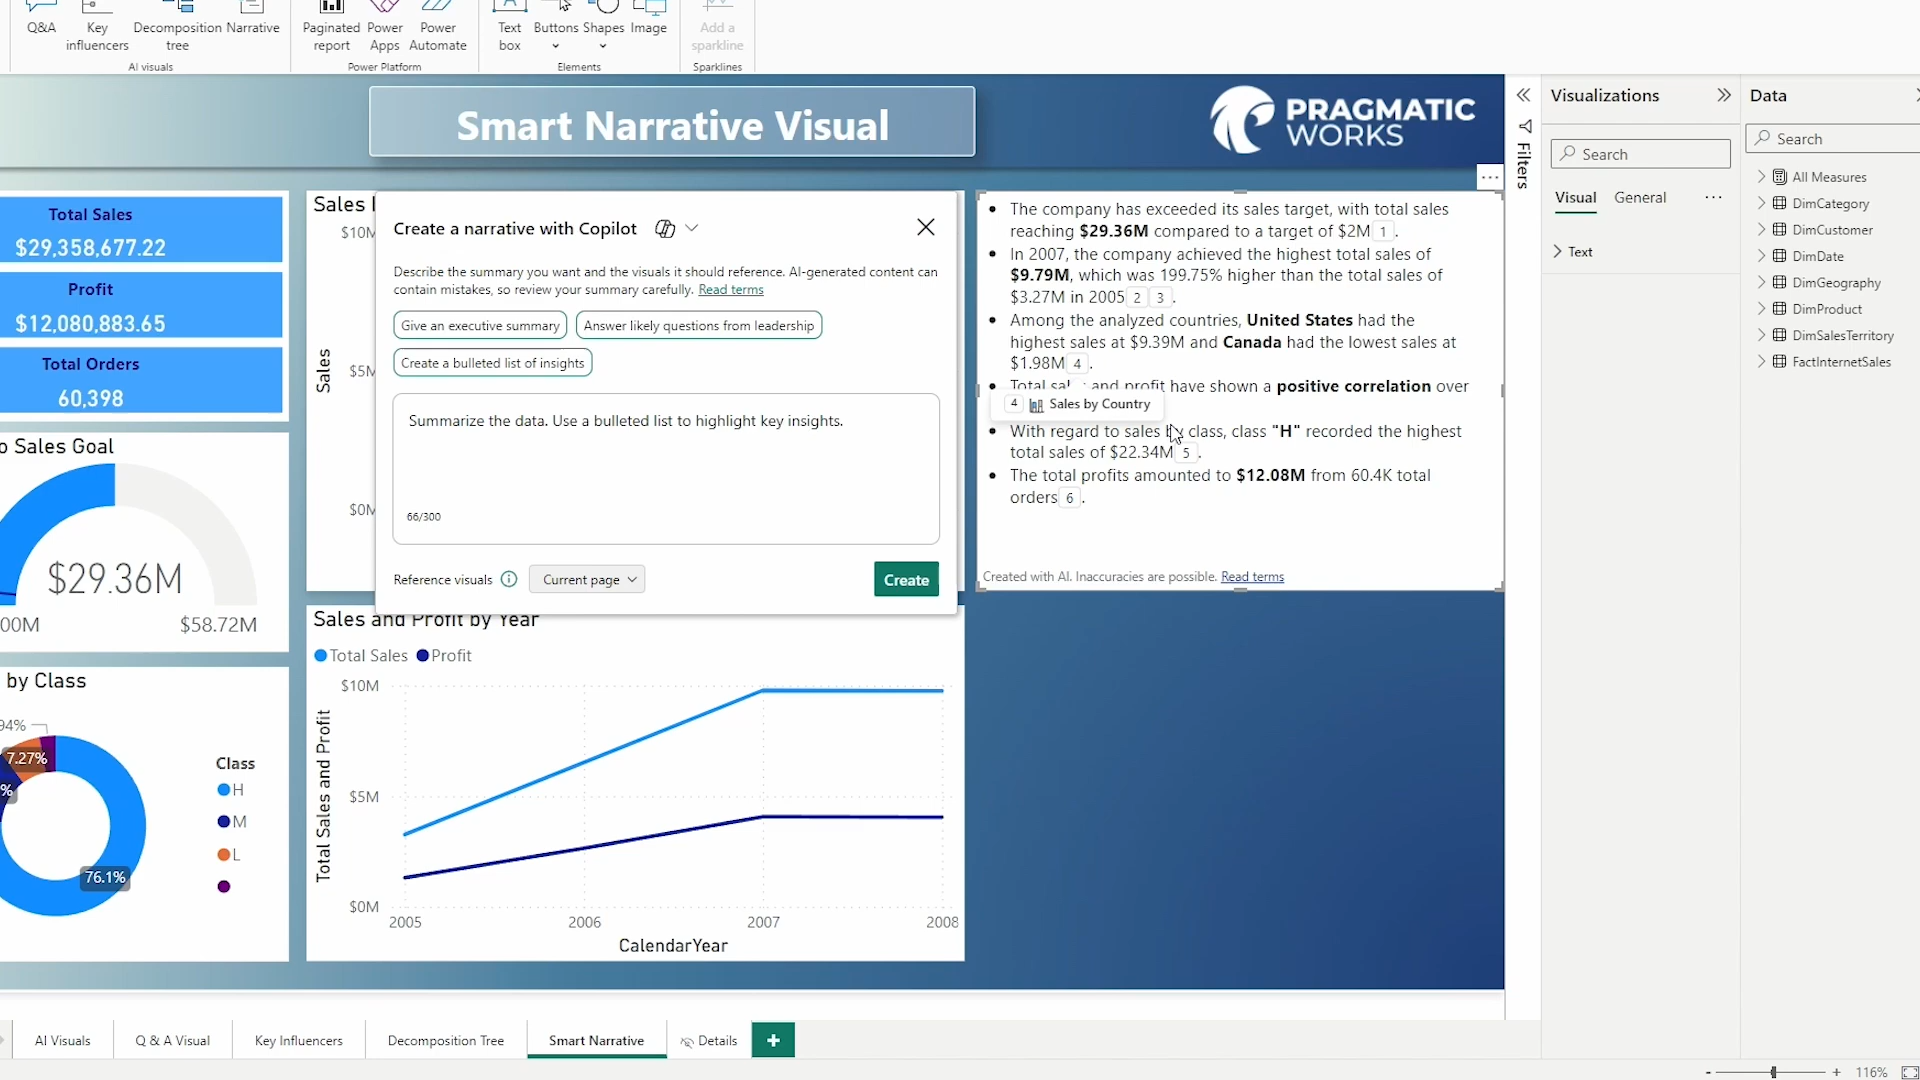 Q&A
Key
influencers
Decomposition
tree
Narrative
Paginated
report
Power
Apps
Power
Automate
Text
box
Buttons
Shapes
Image
Add a
sparkline
AI visuals
Power Platform
Elements
Sparklines
Smart Narrative Visual
PRAGMATIC
WORKS
Total Sales
$29,358,677.22
Profit
$12,080,883.65
Total Orders
60,398
o Sales Goal
$29.36M
00M
$58.72M
by Class
94%
7.27%
%
76.1%
Class
H
M
L
Sales
$10M
$5M
$0M
Sales
Create a narrative with Copilot
Describe the summary you want and the visuals it should reference. AI-generated content can
contain mistakes, so review your summary carefully. Read terms
Give an executive summary
Answer likely questions from leadership
Create a bulleted list of insights
Summarize the data. Use a bulleted list to highlight key insights.
66/300
Reference visuals
Current page
Create
Sales and Profit by Year
Total Sales Profit
Total Sales and Profit
$10M
$5M
$0M
2005 2006 2007 2008
CalendarYear
• The company has exceeded its sales target, with total sales
reaching $29.36M compared to a target of $2M 1 .
• In 2007, the company achieved the highest total sales of
$9.79M, which was 199.75% higher than the total sales of
$3.27M in 2005 2 3 .
• Among the analyzed countries, United States had the
highest sales at $9.39M and Canada had the lowest sales at
$1.98M 4 .
• Total sal and profit have shown a positive correlation over
4 Sales by Country
• With regard to sales by class, class "H" recorded the highest
total sales of $22.34M 5 .
• The total profits amounted to $12.08M from 60.4K total
orders 6 .
Created with AI. Inaccuracies are possible. Read terms
Filters
Visualizations
Search
Visual General
Text
Data
Search
All Measures
DimCategory
DimCustomer
DimDate
DimGeography
DimProduct
DimSalesTerritory
FactInternetSales
AI Visuals
Q & A Visual
Key Influencers
Decomposition Tree
Smart Narrative
Details
+
- + 116%